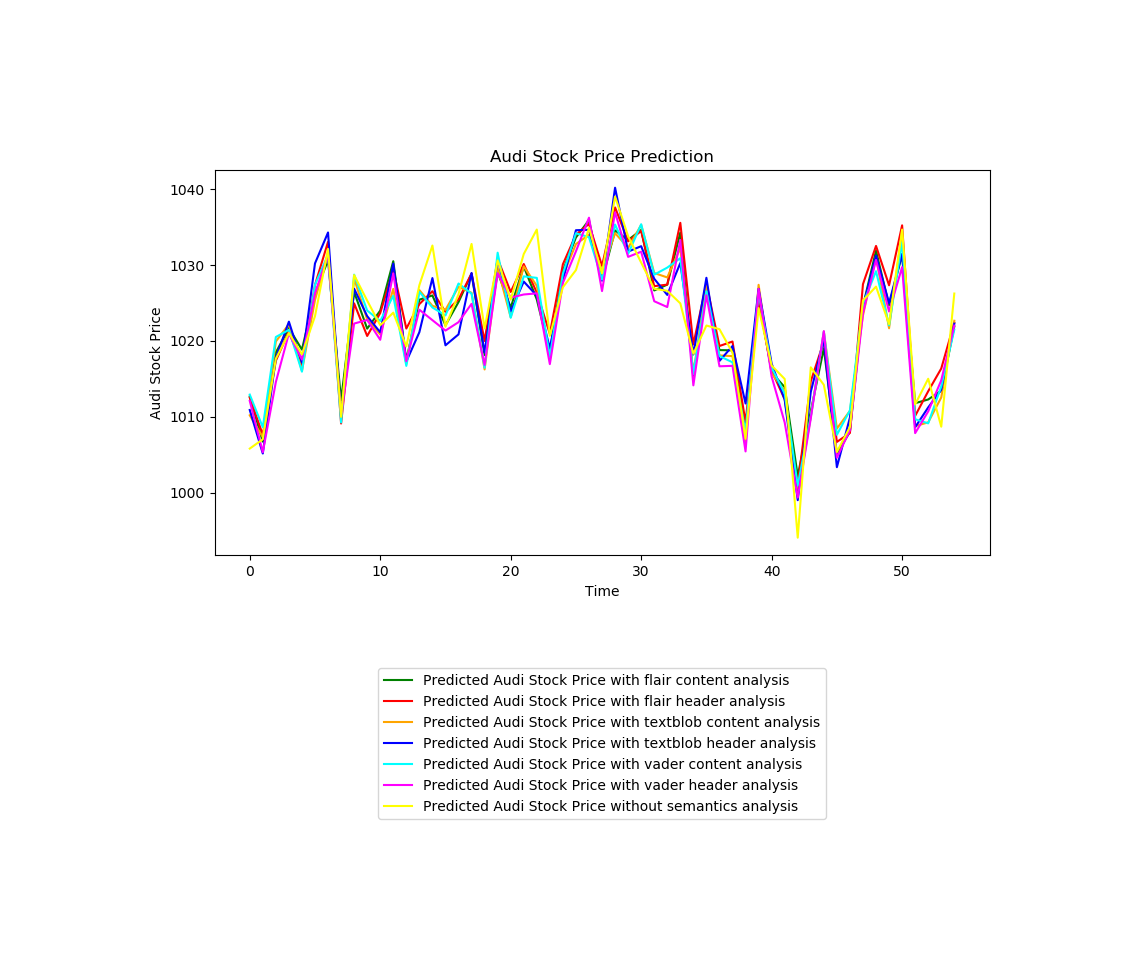 Audi Stock Price Prediction
1040
1030
1020
1010
1000
Audi Stock Price
0 10 20 30 40 50
Time
Predicted Audi Stock Price with flair content analysis
Predicted Audi Stock Price with flair header analysis
Predicted Audi Stock Price with textblob content analysis
Predicted Audi Stock Price with textblob header analysis
Predicted Audi Stock Price with vader content analysis
Predicted Audi Stock Price with vader header analysis
Predicted Audi Stock Price without semantics analysis